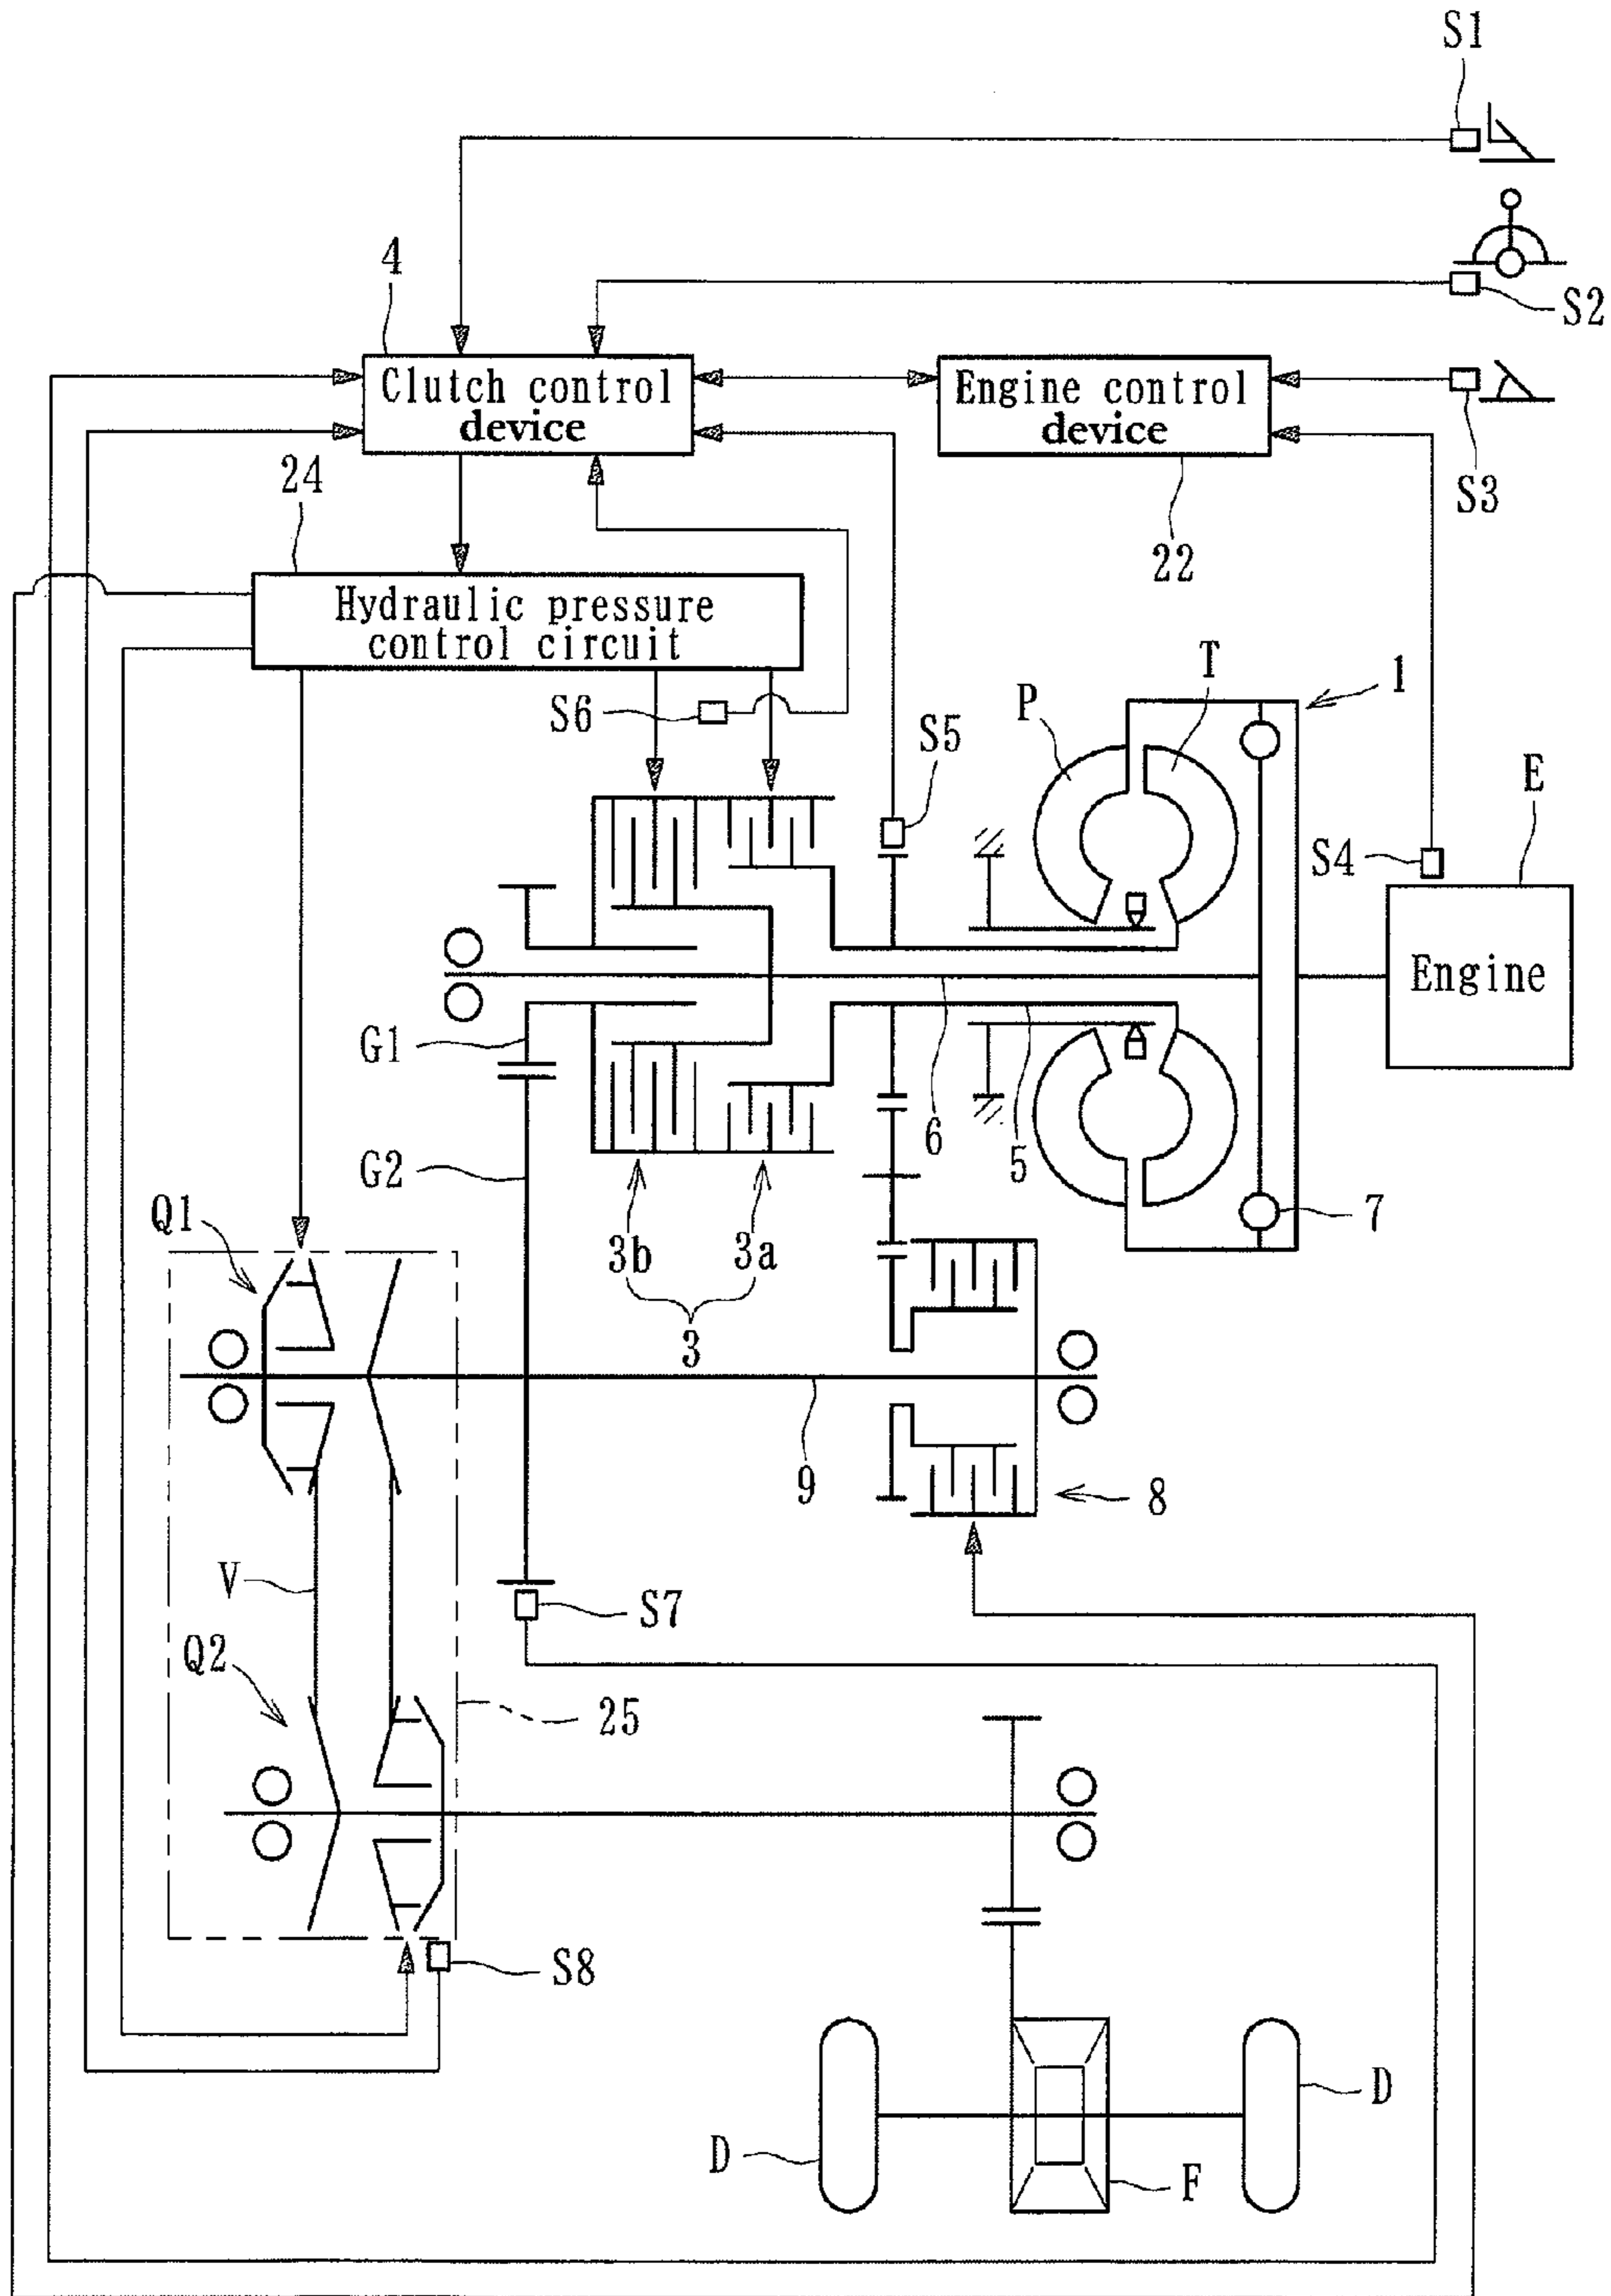 S1
S2
4
Clutch control
device
Engine control
device
S3
24
22
Hydraulic pressure
control circuit
S6
S5
P
T
1
S4
E
Engine
G1
G2
6
5
7
Q1
3b
3a
3
9
8
V
S7
Q2
25
S8
D
D
F